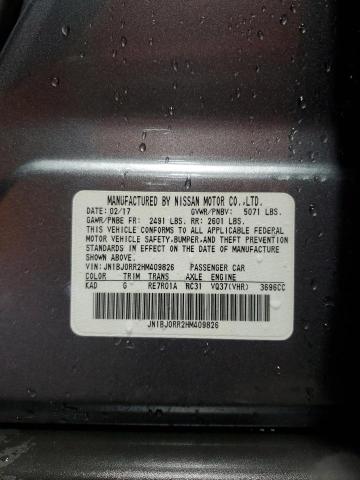 MANUFACTURED BY NISSAN MOTOR CO.,LTD.
DATE: 02/17 GVWR/PNBV: 5071 LBS.
GAWR/PNBE FR: 2491 LBS. RR: 2601 LBS.
THIS VEHICLE CONFORMS TO ALL APPLICABLE FEDERAL
MOTOR VEHICLE SAFETY,BUMPER,AND THEFT PREVENTION
STANDARDS IN EFFECT ON THE DATE OF MANUFACTURE
SHOWN ABOVE.
VIN: JN1BJ0RR2HM409826 PASSENGER CAR
COLOR TRIM TRANS AXLE ENGINE
KAD G RE7R01A RC31 VQ37(VHR) 3696CC
JN1BJ0RR2HM409826